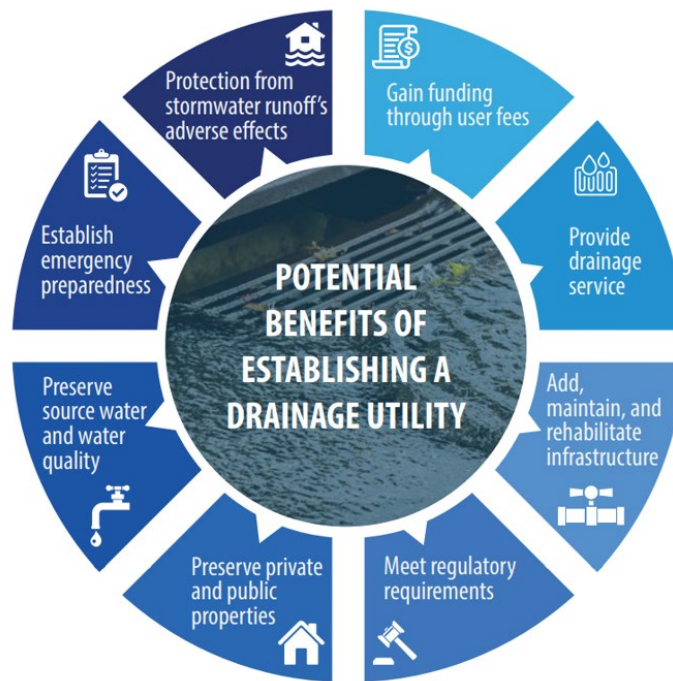 POTENTIAL
BENEFITS OF
ESTABLISHING A
DRAINAGE UTILITY
Gain funding
through user fees
Provide
drainage
service
Add,
maintain, and
rehabilitate
infrastructure
Meet regulatory
requirements
Preserve private
and public
properties
Preserve
source water
and water
quality
Establish
emergency
preparedness
Protection from
stormwater runoff's
adverse effects